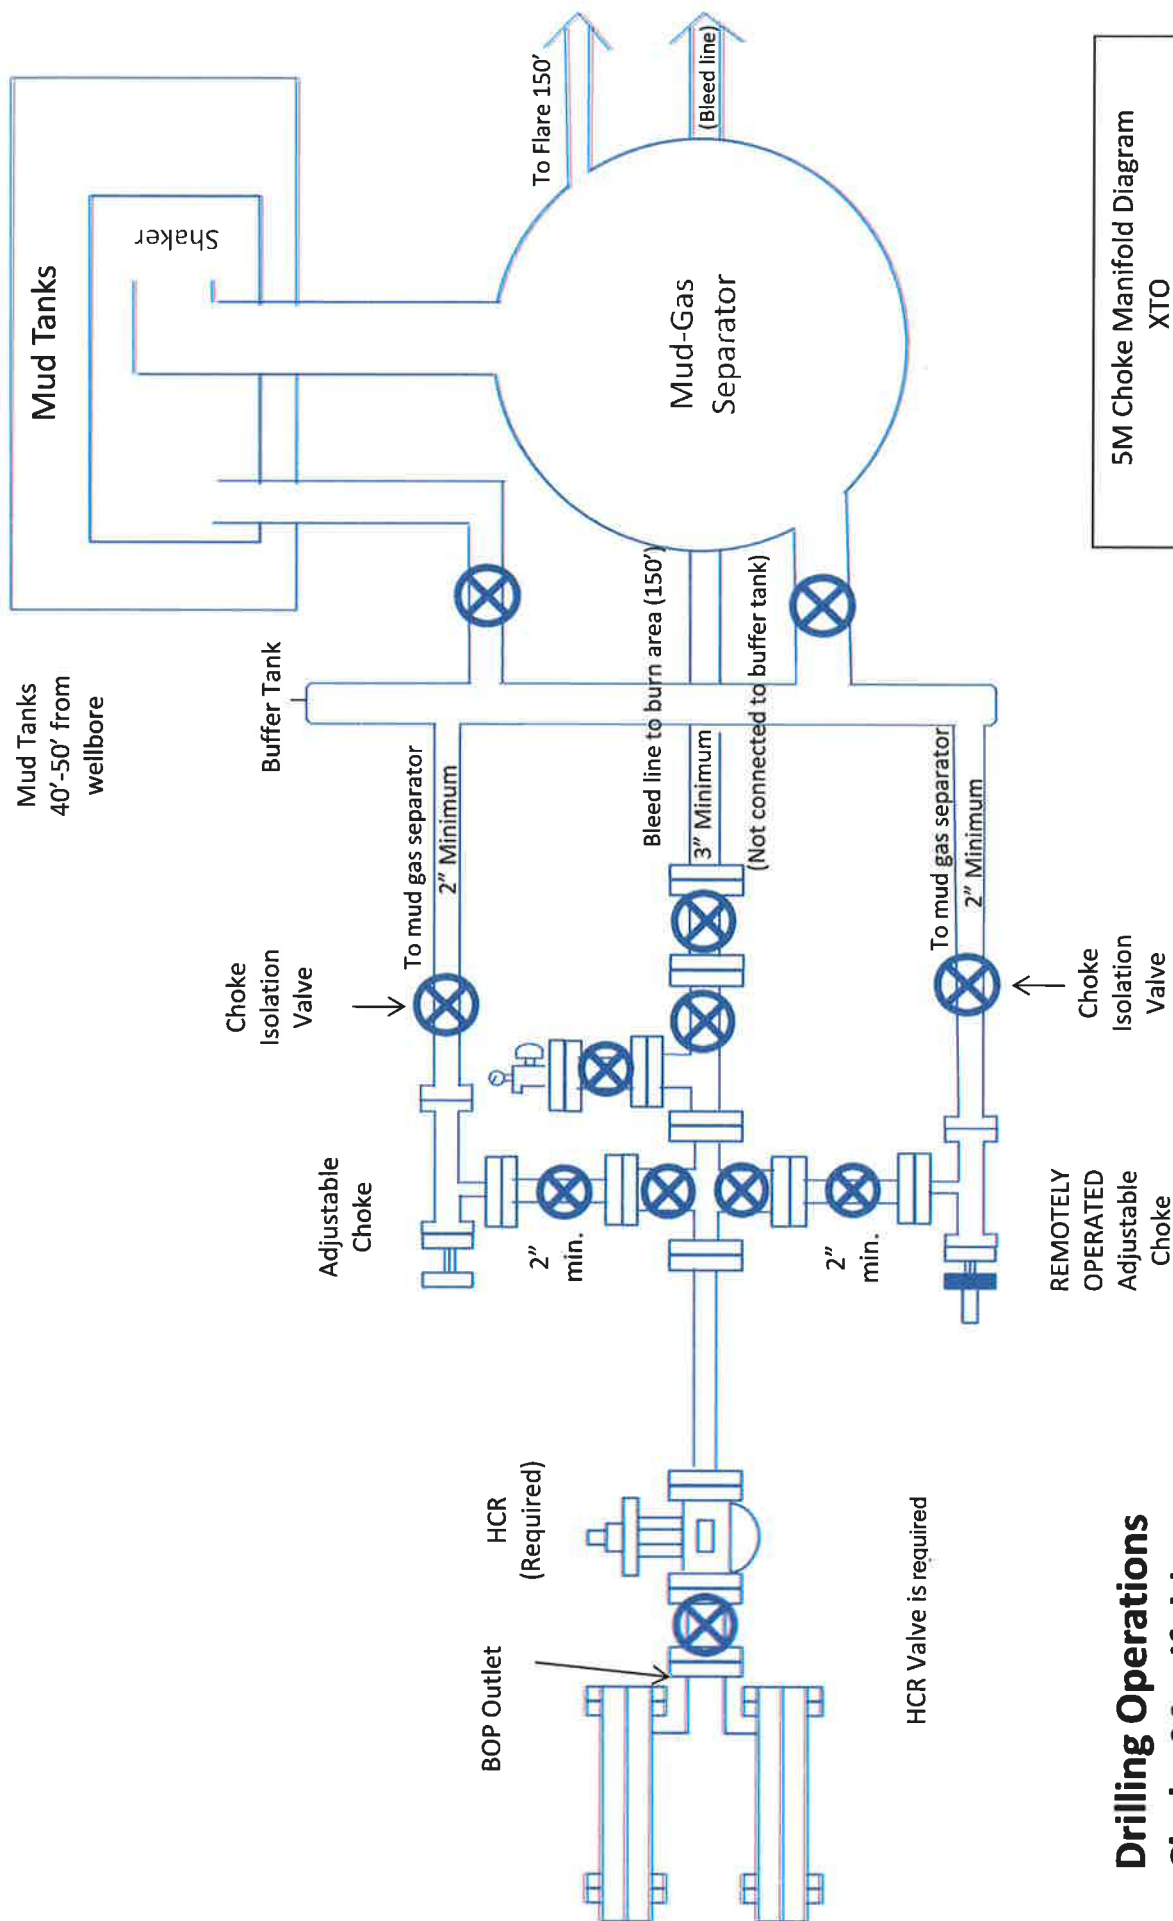 Mud Tanks
Shaker
Mud Tanks
40'-50' from
wellbore
Buffer Tank
To Flare 150'
(Bleed line)
Mud-Gas
Separator
Choke
Isolation
Valve
To mud gas separator
2" Minimum
Bleed line to burn area (150')
3" Minimum
(Not connected to buffer tank)
To mud gas separator
2" Minimum
Choke
Isolation
Valve
Adjustable
Choke
2"
min.
2"
min.
REMOTELY
OPERATED
Adjustable
Choke
HCR
(Required)
BOP Outlet
HCR Valve is required
5M Choke Manifold Diagram
XTO
Drilling Operations